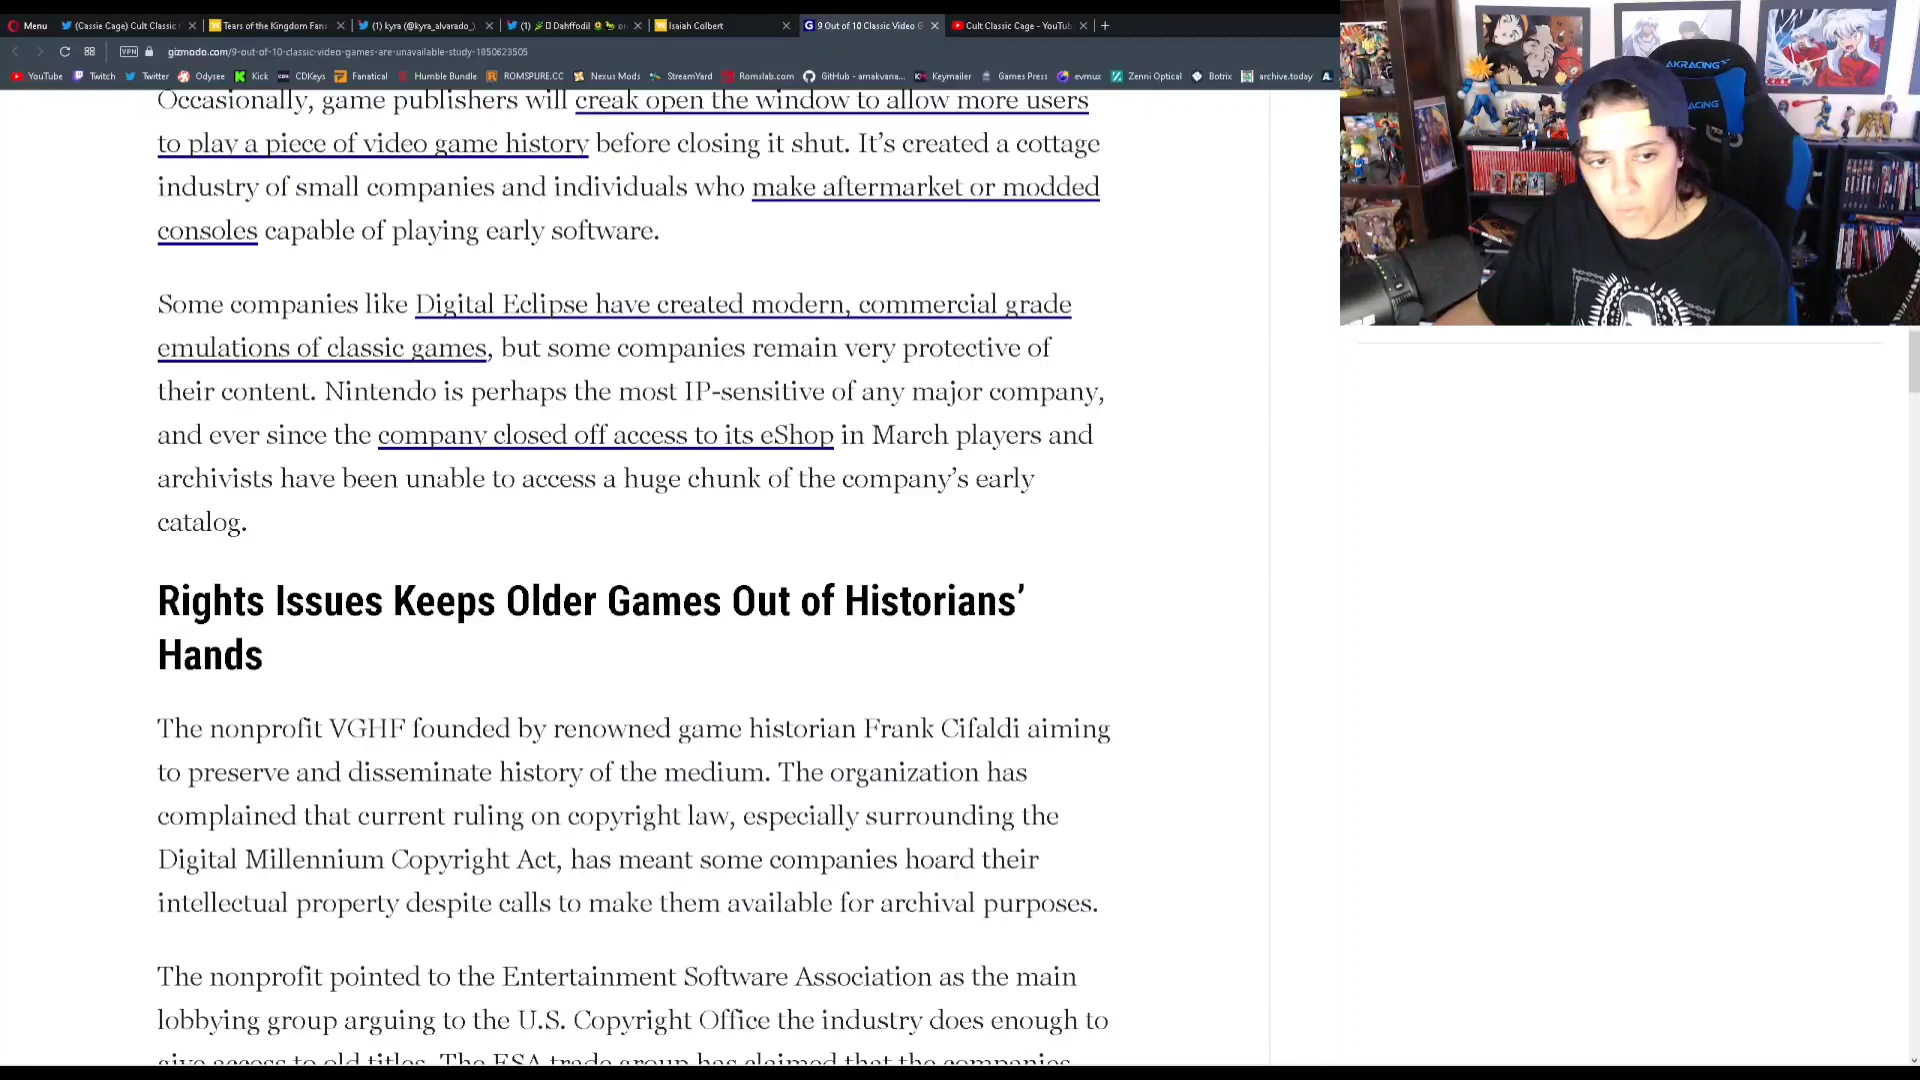 Menu
(Cassie Cage) Cult Classic
Tears of the Kingdom Fans
(1) kyra (@kyra_alvarado_)
(1) Dahffodil
Isaiah Colbert
9 Out of 10 Classic Video G
Cult Classic Cage - YouTub
VPN
gizmodo.com/9-out-of-10-classic-video-games-are-unavailable-study-1850623505
YouTube
Twitch
Twitter
Odysee
Kick
CDKeys
Fanatical
Humble Bundle
ROMSPURE.CC
Nexus Mods
StreamYard
Romslab.com
GitHub - amakvana...
Keymailer
Games Press
evmux
Zenni Optical
Botrix
archive.today
AKRACING
RACING
Occasionally, game publishers will creak open the window to allow more users
to play a piece of video game history before closing it shut. It’s created a cottage
industry of small companies and individuals who make aftermarket or modded
consoles capable of playing early software.
Some companies like Digital Eclipse have created modern, commercial grade
emulations of classic games, but some companies remain very protective of
their content. Nintendo is perhaps the most IP-sensitive of any major company,
and ever since the company closed off access to its eShop in March players and
archivists have been unable to access a huge chunk of the company’s early
catalog.
Rights Issues Keeps Older Games Out of Historians’
Hands
The nonprofit VGHF founded by renowned game historian Frank Cifaldi aiming
to preserve and disseminate history of the medium. The organization has
complained that current ruling on copyright law, especially surrounding the
Digital Millennium Copyright Act, has meant some companies hoard their
intellectual property despite calls to make them available for archival purposes.
The nonprofit pointed to the Entertainment Software Association as the main
lobbying group arguing to the U.S. Copyright Office the industry does enough to
give access to old titles. The ESA trade group has claimed that the companies